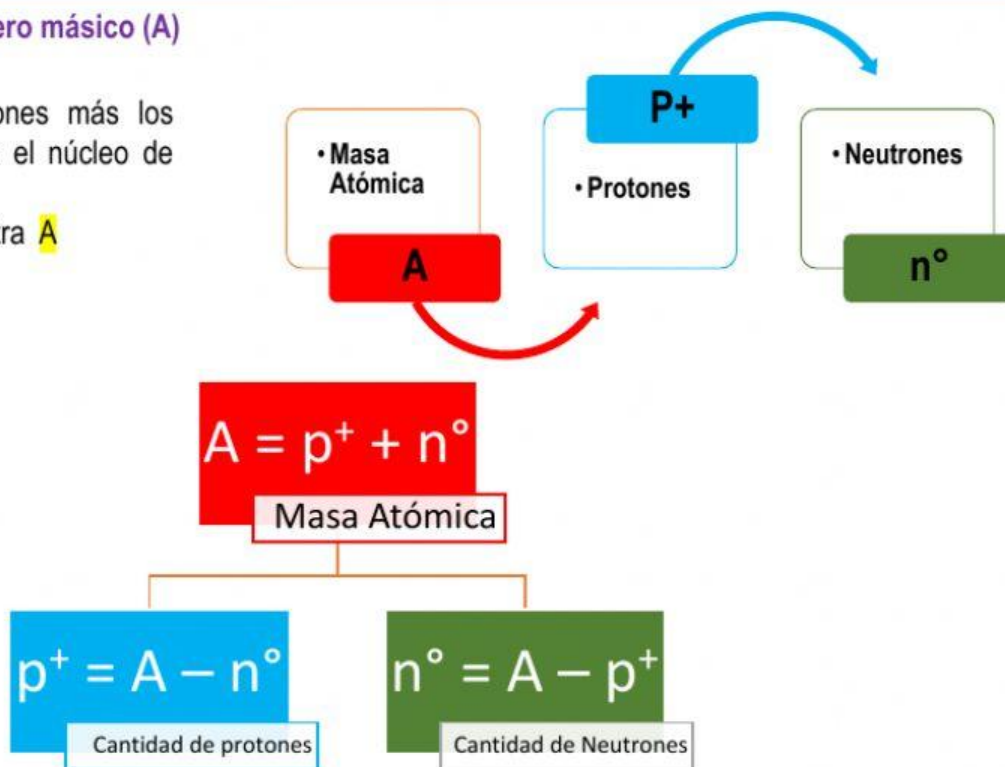 ero másico (A)
ones más los
el núcleo de
tra A
• Masa
Atómica
A
P+
• Protones
• Neutrones
n°
A = p⁺ + n°
Masa Atómica
p⁺ = A – n°
Cantidad de protones
n° = A – p⁺
Cantidad de Neutrones